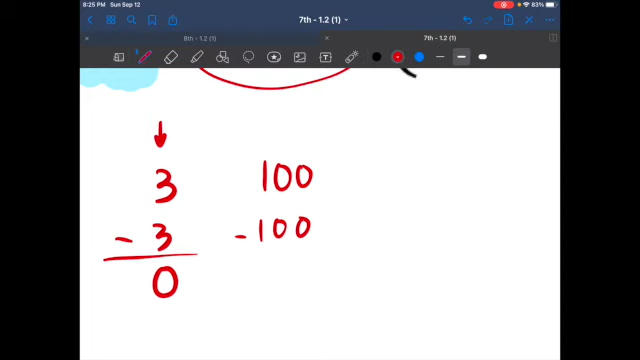 8:25 PM Sun Sep 12
83%
7th - 1.2 (1)
8th - 1.2 (1)
7th - 1.2 (1)
3 100
- 3 - 100
0